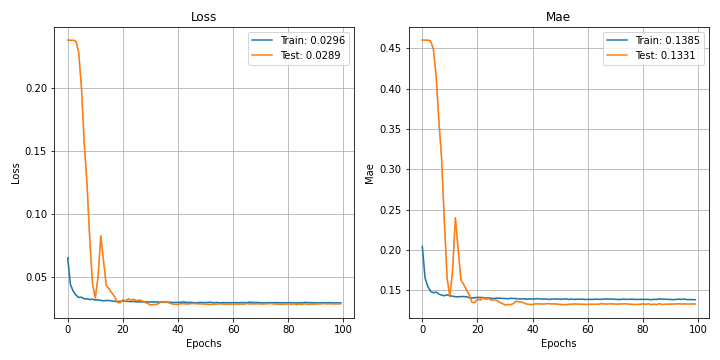 Loss
Train: 0.0296
Test: 0.0289
0.20
0.15
0.10
0.05
Loss
0 20 40 60 80 100
Epochs
Mae
Train: 0.1385
Test: 0.1331
0.45
0.40
0.35
0.30
0.25
0.20
0.15
Mae
0 20 40 60 80 100
Epochs